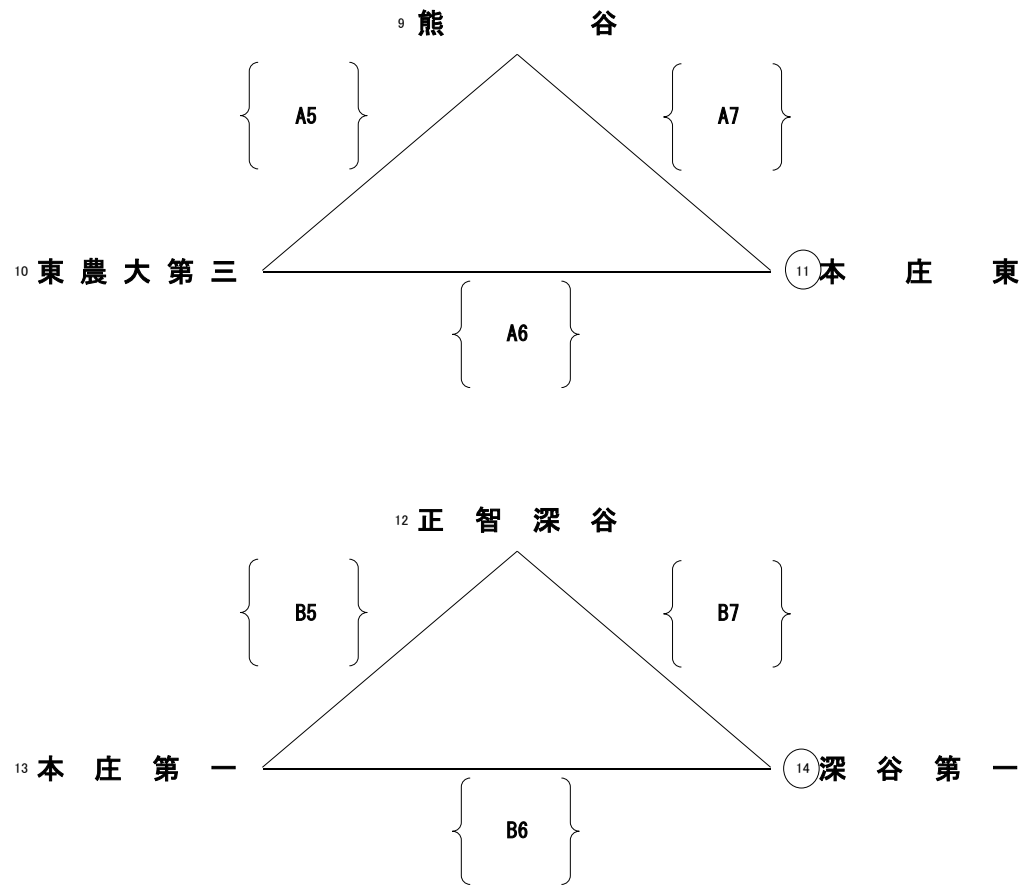 9 熊谷
A5 A7
10 東農大第三 11 本庄東
A6
12 正智深谷
B5 B7
13 本庄第一 14 深谷第一
B6